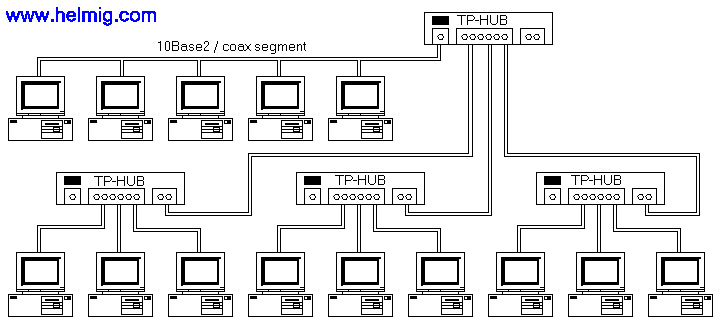 www.helmig.com
TP-HUB
10Base2 / coax segment
TP-HUB
TP-HUB
TP-HUB